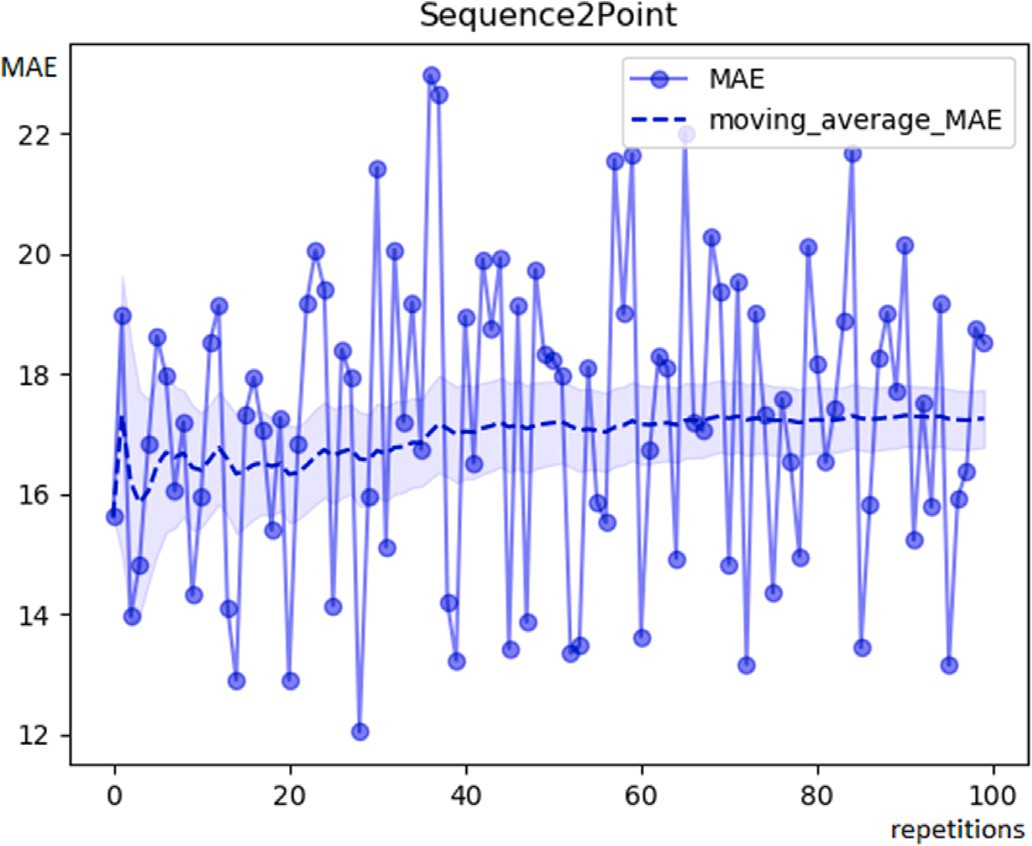 Sequence2Point
MAE
MAE
moving_average_MAE
22
20
18
16
14
12
0 20 40 60 80 100
repetitions